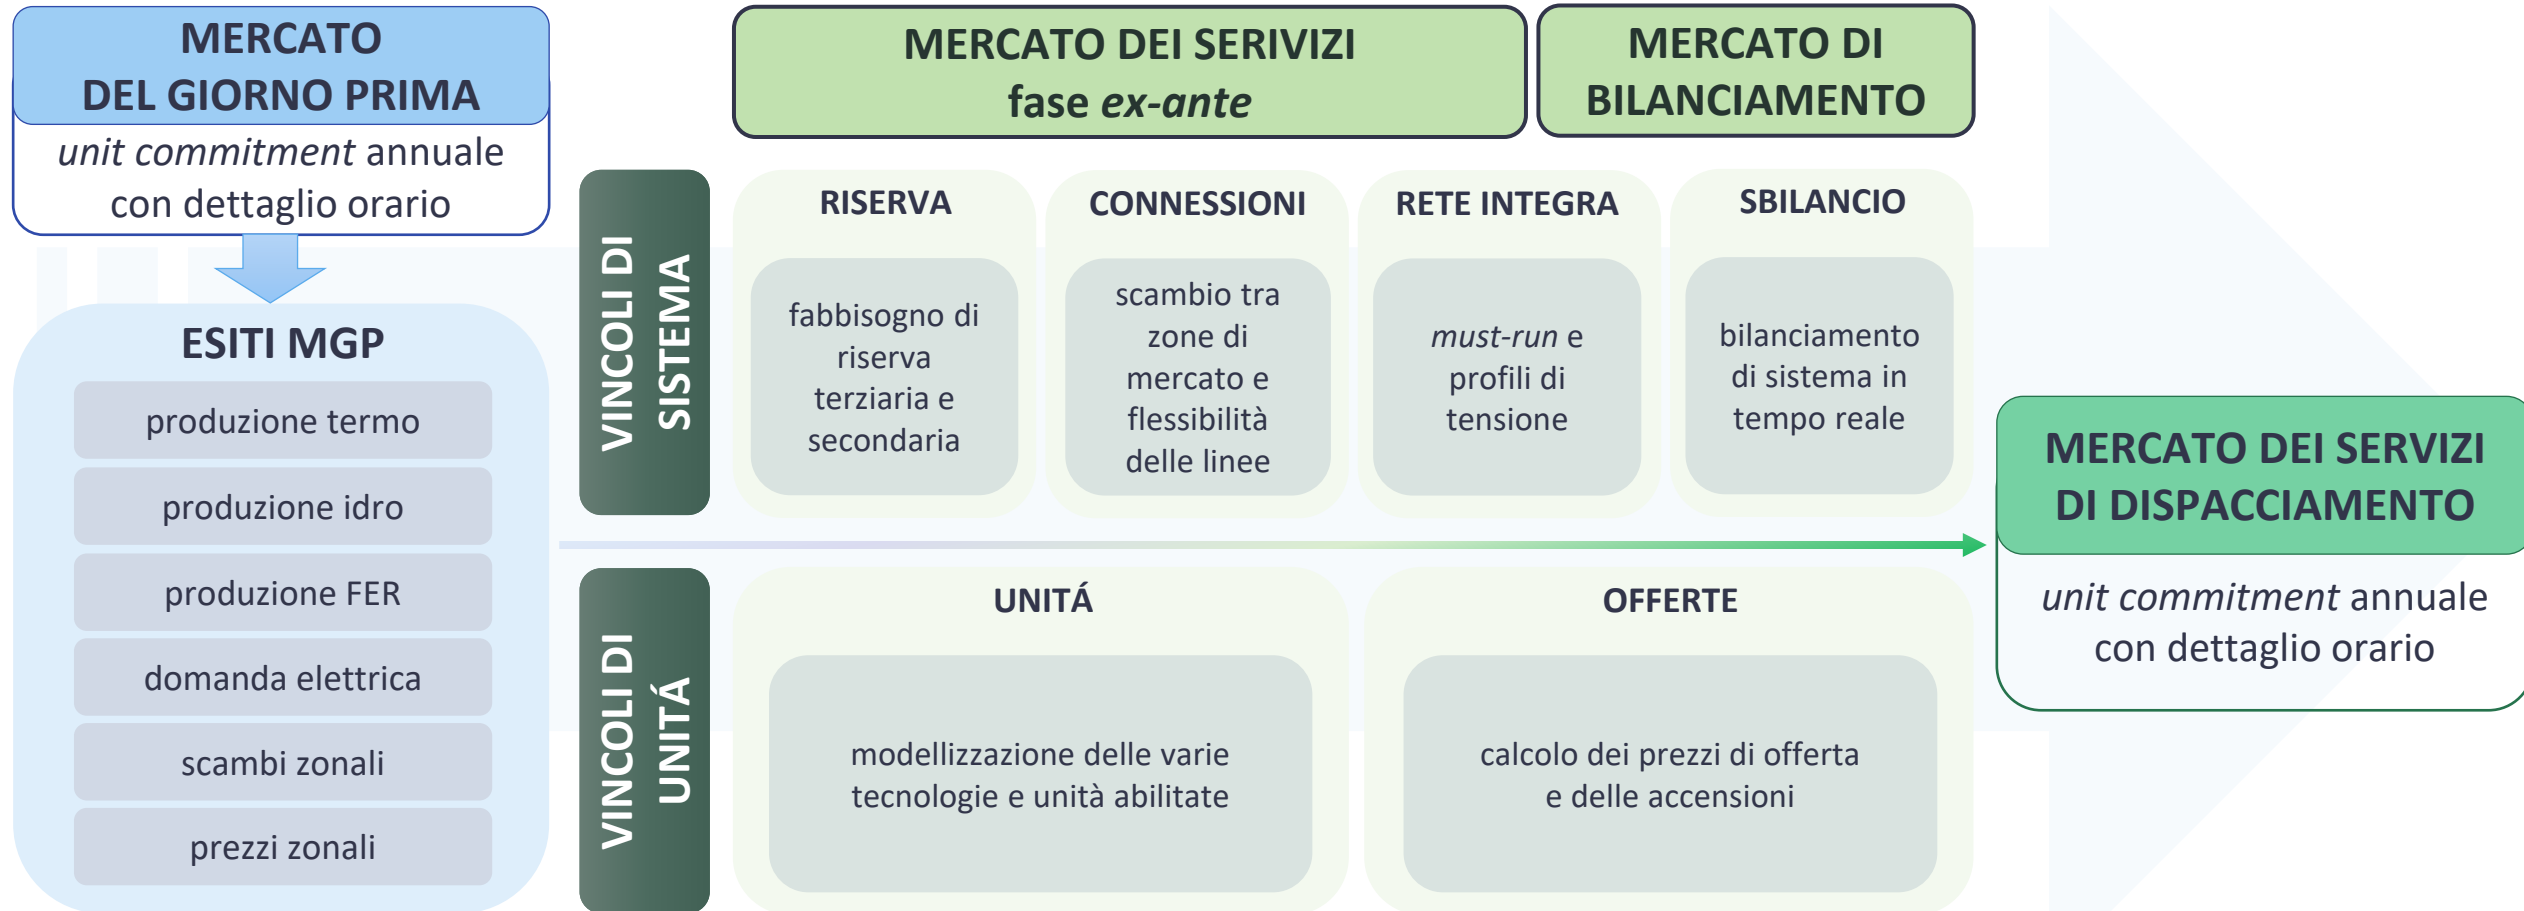 MERCATO
DEL GIORNO PRIMA
unit commitment annuale
con dettaglio orario
ESITI MGP
produzione termo
produzione idro
produzione FER
domanda elettrica
scambi zonali
prezzi zonali
MERCATO DEI SERIVIZI
fase ex-ante
MERCATO DI
BILANCIAMENTO
VINCOLI DI
SISTEMA
RISERVA
fabbisogno di
riserva
terziaria e
secondaria
CONNESSIONI
scambio tra
zone di
mercato e
flessibilità
delle linee
RETE INTEGRA
must-run e
profili di
tensione
SBILANCIO
bilanciamento
di sistema in
tempo reale
VINCOLI DI
UNITÁ
UNITÁ
modellizzazione delle varie
tecnologie e unità abilitate
OFFERTE
calcolo dei prezzi di offerta
e delle accensioni
MERCATO DEI SERVIZI
DI DISPACCIAMENTO
unit commitment annuale
con dettaglio orario